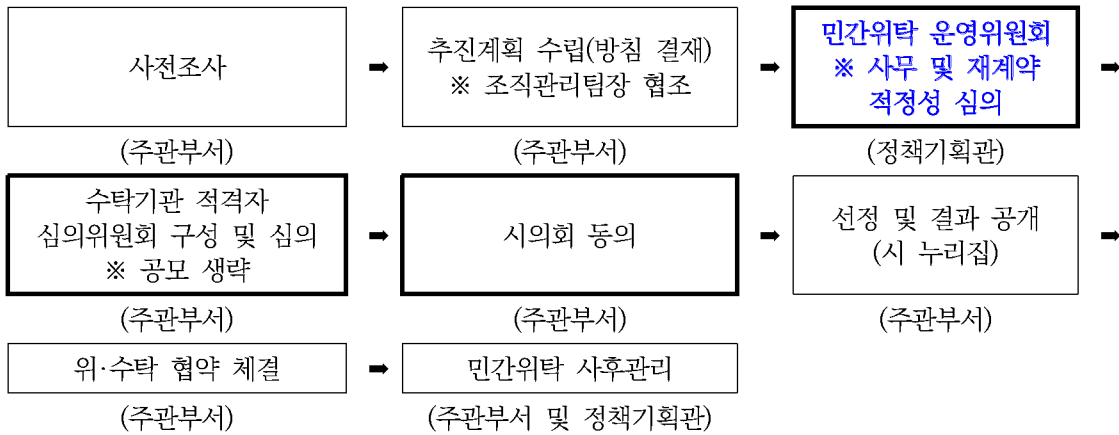 사전조사
➡
추진계획 수립(방침 결재)
※ 조직관리팀장 협조
➡
민간위탁 운영위원회
※ 사무 및 재계약
적정성 심의
➡
(주관부서)
(주관부서)
(정책기획관)
수탁기관 적격자
심의위원회 구성 및 심의
※ 공모 생략
➡
시의회 동의
➡
선정 및 결과 공개
(시 누리집)
➡
(주관부서)
(주관부서)
(주관부서)
위·수탁 협약 체결
➡
민간위탁 사후관리
(주관부서)
(주관부서 및 정책기획관)